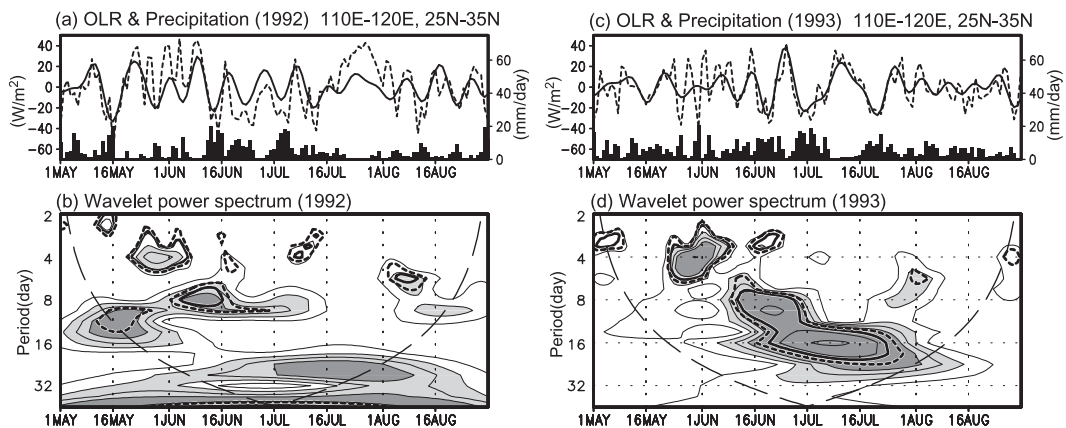 (a) OLR & Precipitation (1992) 110E-120E, 25N-35N
(W/m²)
40
20
0
−20
−40
−60
60
40
20
0
(mm/day)
1MAY 16MAY 1JUN 16JUN 1JUL 16JUL 1AUG 16AUG
(b) Wavelet power spectrum (1992)
Period(day)
2
4
8
16
32
1MAY 16MAY 1JUN 16JUN 1JUL 16JUL 1AUG 16AUG
(c) OLR & Precipitation (1993) 110E-120E, 25N-35N
(W/m²)
40
20
0
−20
−40
−60
60
40
20
0
(mm/day)
1MAY 16MAY 1JUN 16JUN 1JUL 16JUL 1AUG 16AUG
(d) Wavelet power spectrum (1993)
Period(day)
2
4
8
16
32
1MAY 16MAY 1JUN 16JUN 1JUL 16JUL 1AUG 16AUG